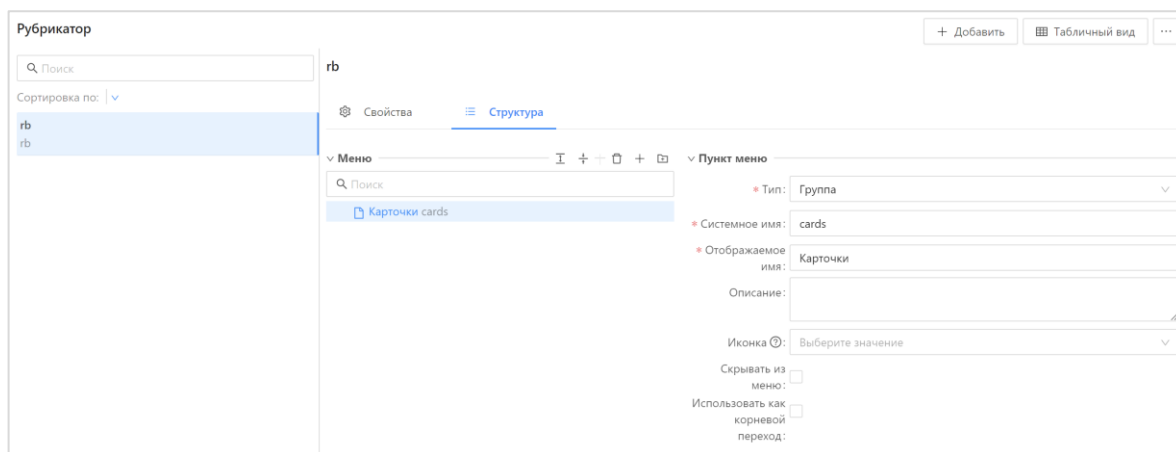 Рубрикатор
+ Добавить
Табличный вид
...
Поиск
Сортировка по:
rb
rb
rb
Свойства
Структура
Меню
Поиск
Карточки cards
Пункт меню
* Тип: Группа
* Системное имя: cards
* Отображаемое
имя: Карточки
Описание:
Иконка ?: Выберите значение
Скрывать из
меню:
Использовать как
корневой
переход: